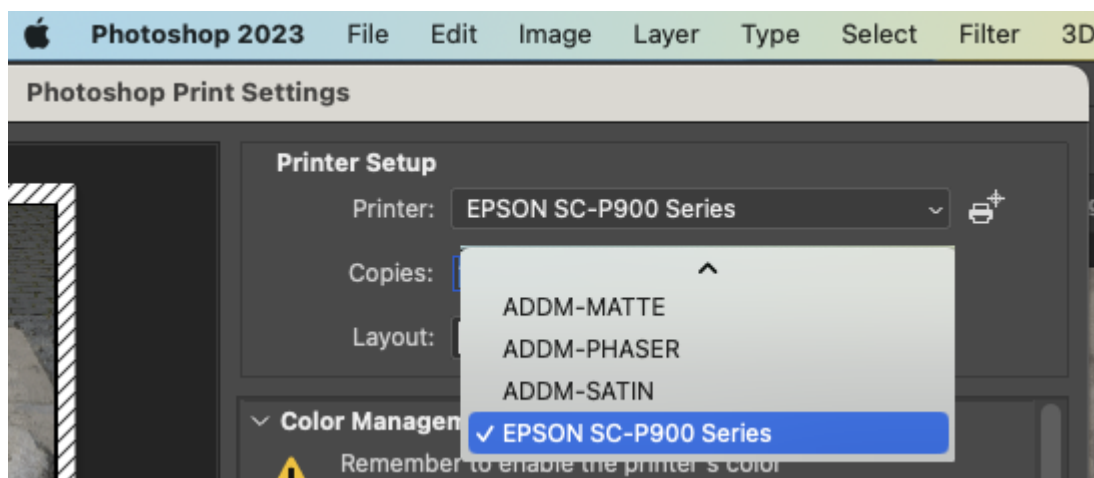 Photoshop 2023 File Edit Image Layer Type Select Filter 3D
Photoshop Print Settings
Printer Setup
Printer: EPSON SC-P900 Series
Copies:
ADDM-MATTE
Layout:
ADDM-PHASER
ADDM-SATIN
Color Manage
EPSON SC-P900 Series
Remember to enable the printer's color